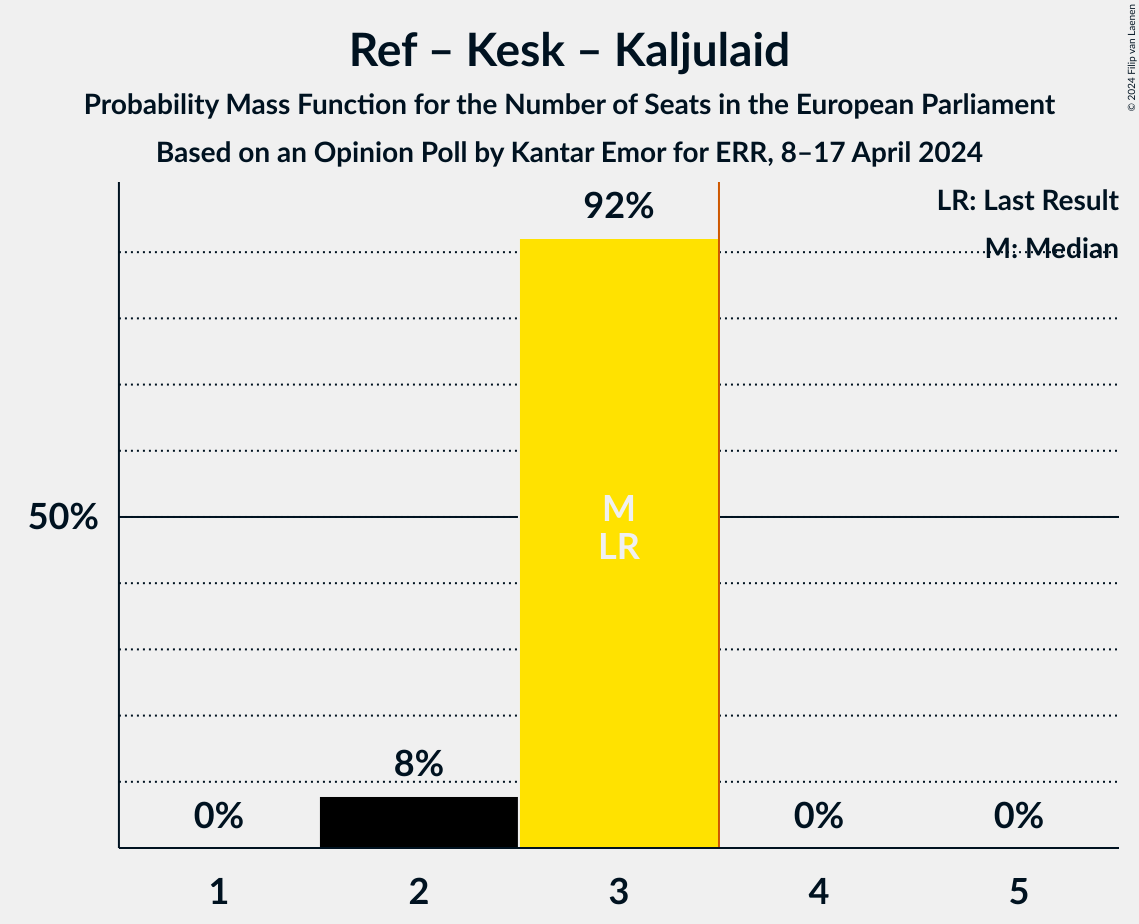 Ref – Kesk – Kaljulaid
Probability Mass Function for the Number of Seats in the European Parliament
Based on an Opinion Poll by Kantar Emor for ERR, 8–17 April 2024
© 2024 Filip van Laenen
LR: Last Result
M: Median
92%
50%
M
LR
8%
0%
0%
0%
1
2
3
4
5